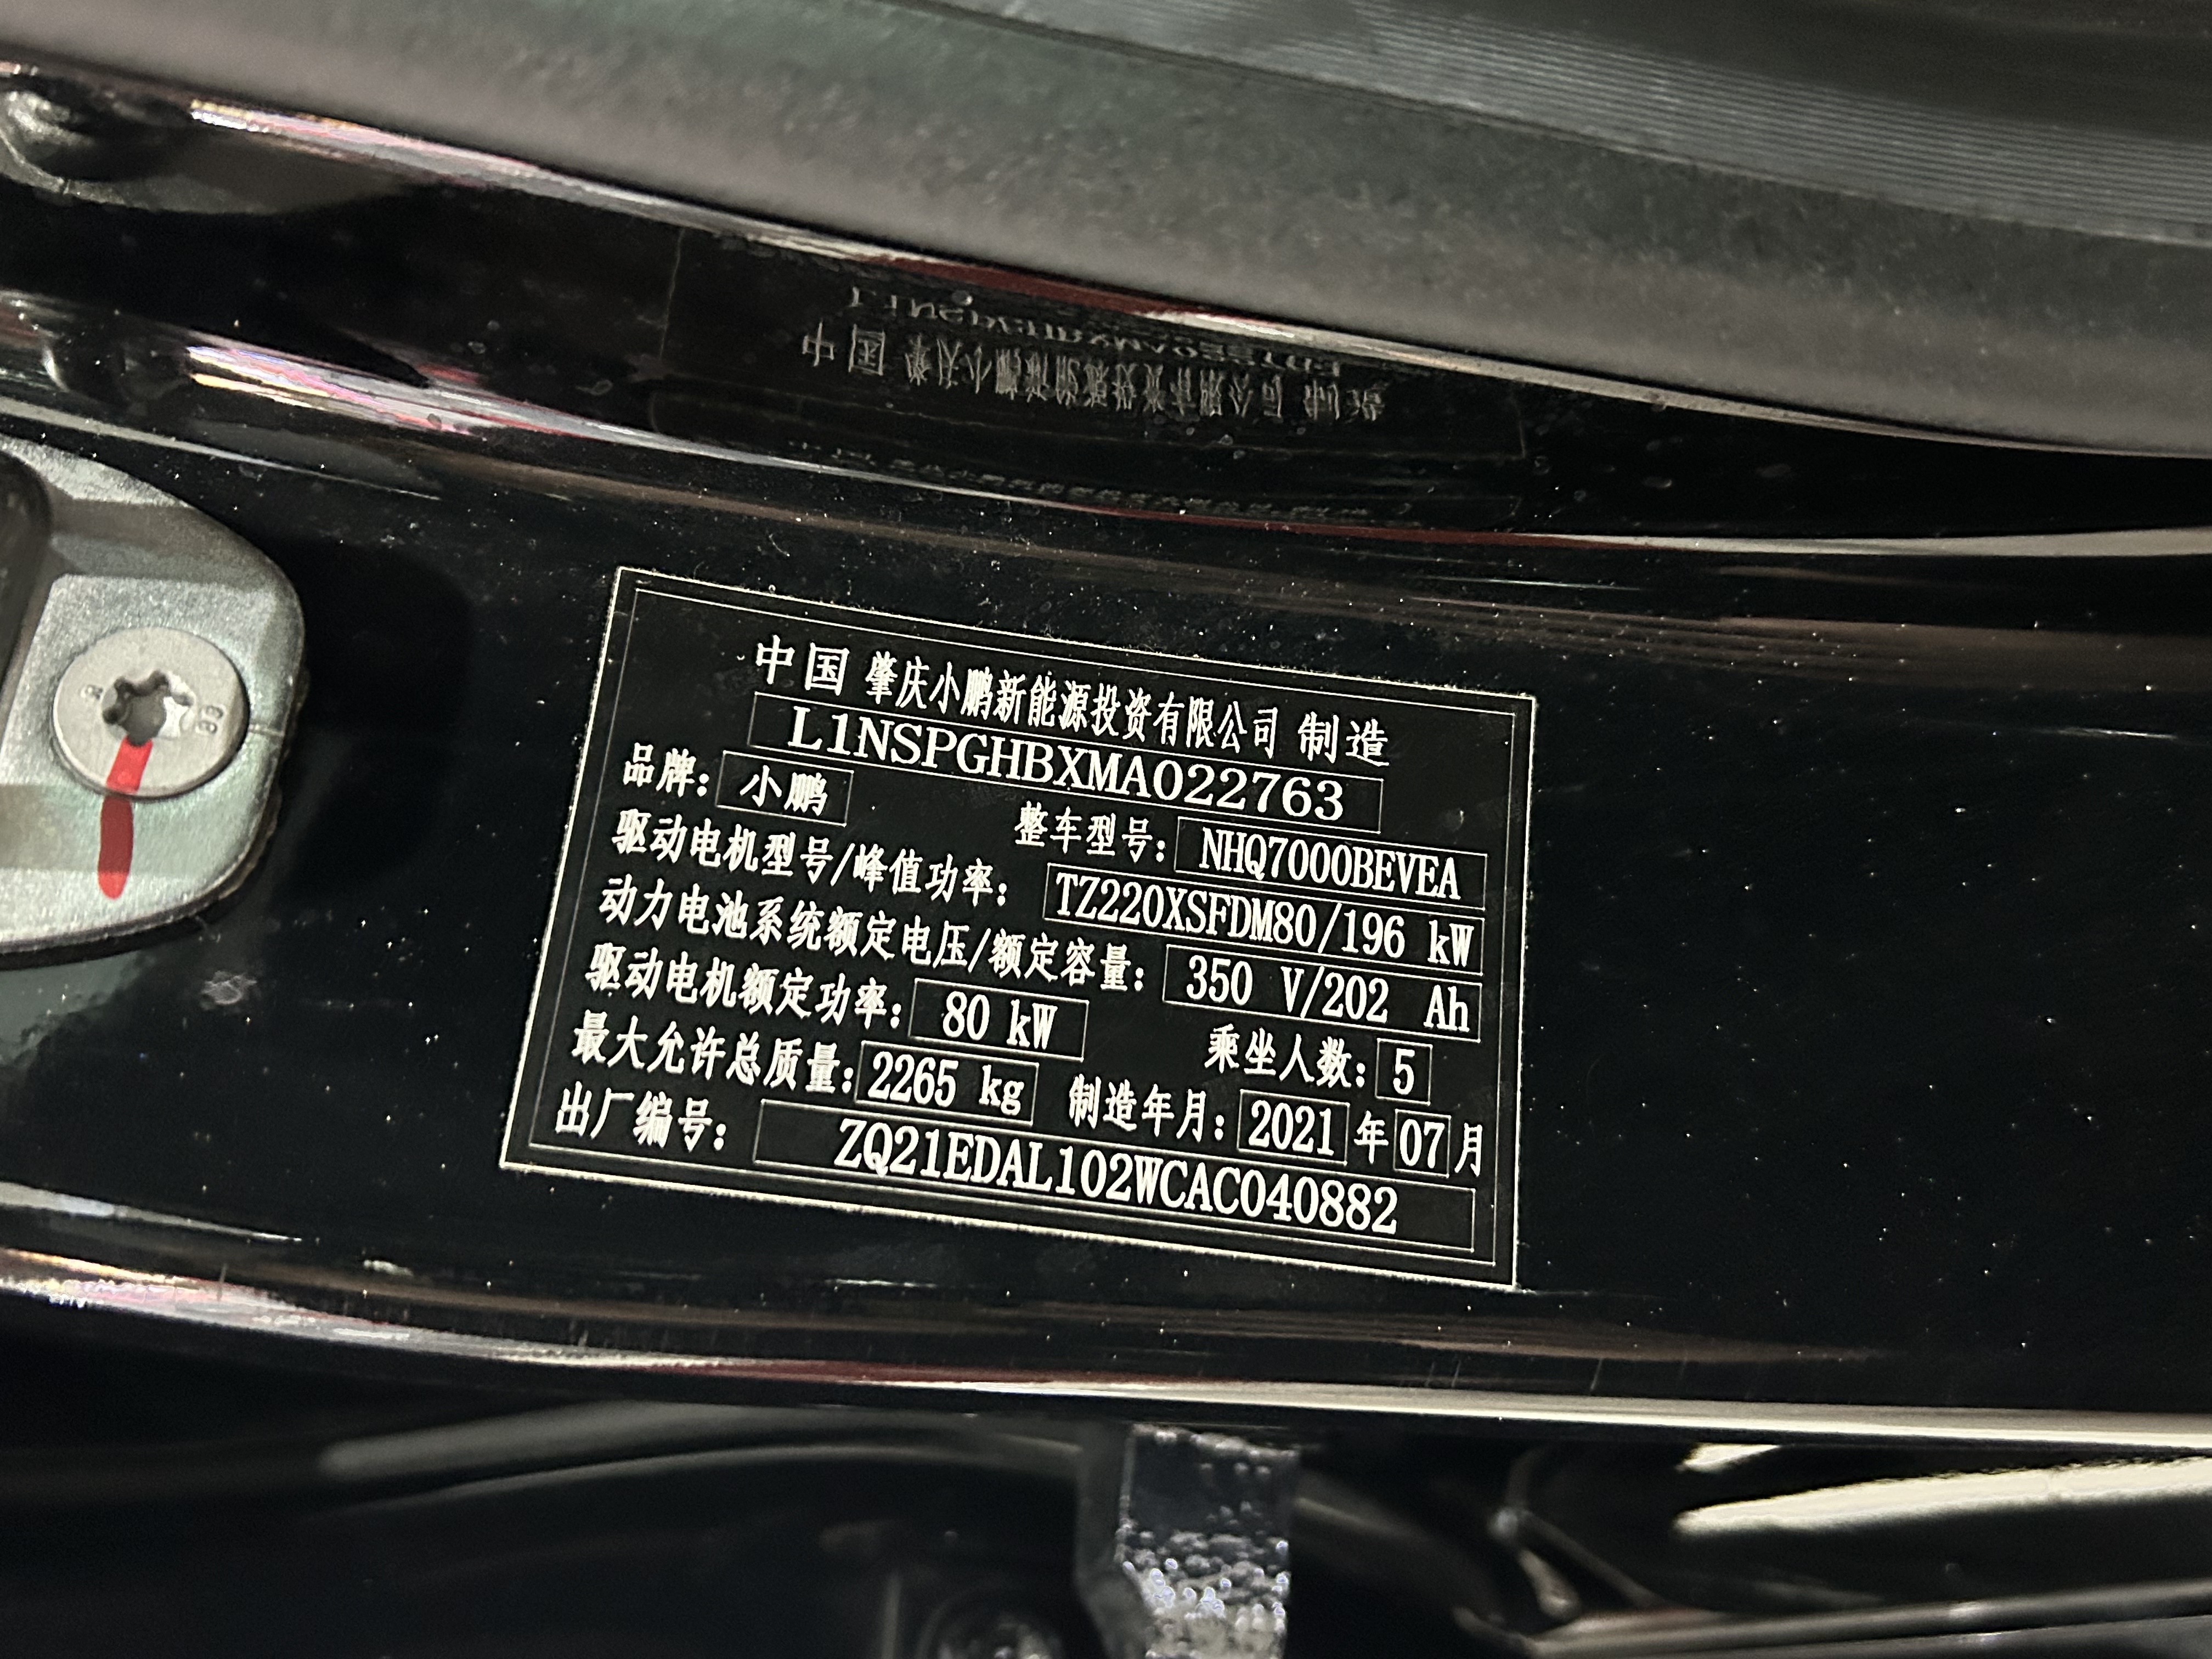 中国 肇庆小鹏新能源投资有限公司 制造
L1NSPGHBXMA022763
品牌: 小鹏 整车型号: NHQ7000BEVEA
驱动电机型号/峰值功率: TZ220XSFDM80/196 kW
动力电池系统额定电压/额定容量: 350 V/202 Ah
驱动电机额定功率: 80 kW 乘坐人数: 5
最大允许总质量: 2265 kg 制造年月: 2021 年 07 月
出厂编号: ZQ21EDAL102WCAC040882